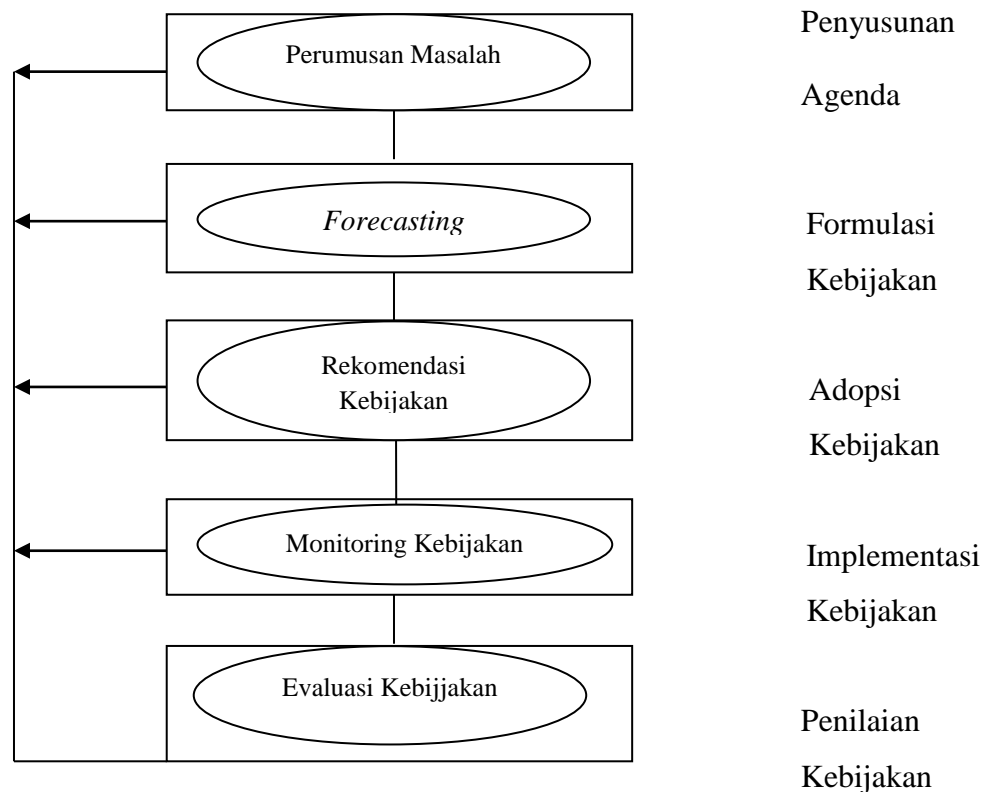 Perumusan Masalah
Penyusunan
Agenda
Forecasting
Formulasi
Kebijakan
Rekomendasi
Kebijakan
Adopsi
Kebijakan
Monitoring Kebijakan
Implementasi
Kebijakan
Evaluasi Kebijjakan
Penilaian
Kebijakan